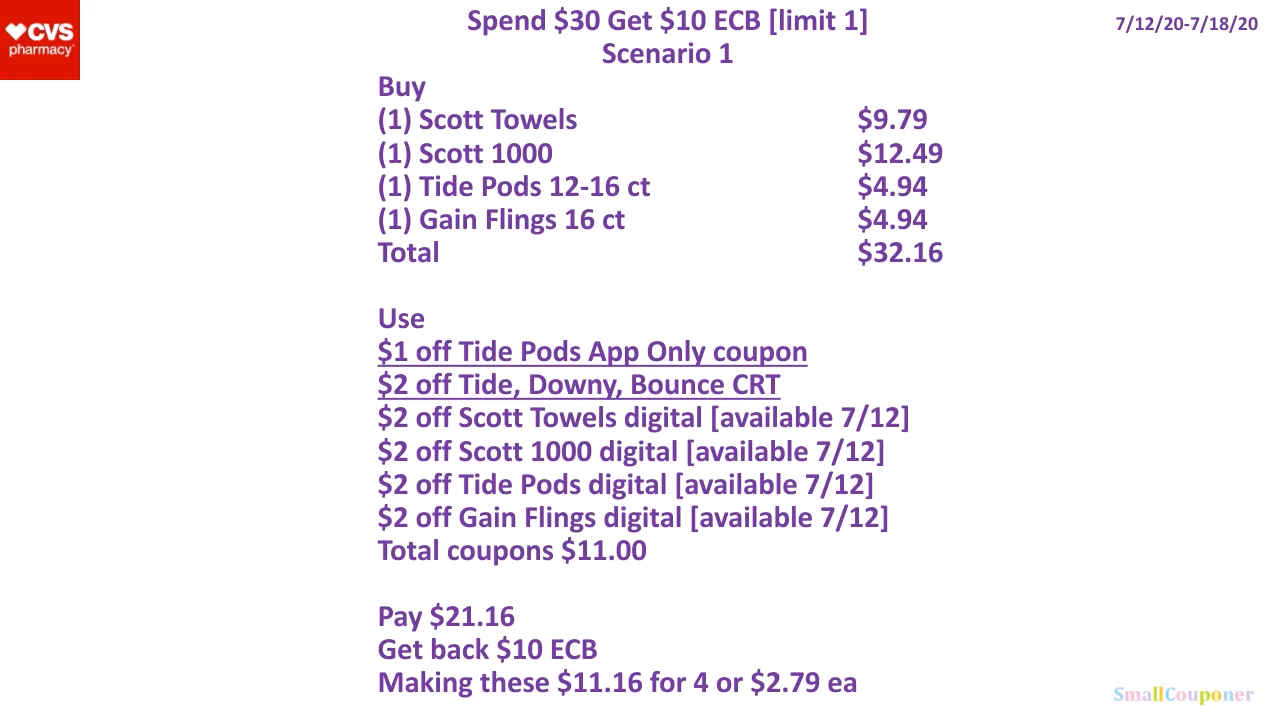 CVS
pharmacy
Spend $30 Get $10 ECB [limit 1]
7/12/20-7/18/20
Scenario 1
Buy
(1) Scott Towels $9.79
(1) Scott 1000 $12.49
(1) Tide Pods 12-16 ct $4.94
(1) Gain Flings 16 ct $4.94
Total $32.16
Use
$1 off Tide Pods App Only coupon
$2 off Tide, Downy, Bounce CRT
$2 off Scott Towels digital [available 7/12]
$2 off Scott 1000 digital [available 7/12]
$2 off Tide Pods digital [available 7/12]
$2 off Gain Flings digital [available 7/12]
Total coupons $11.00
Pay $21.16
Get back $10 ECB
Making these $11.16 for 4 or $2.79 ea
SmallCouponer